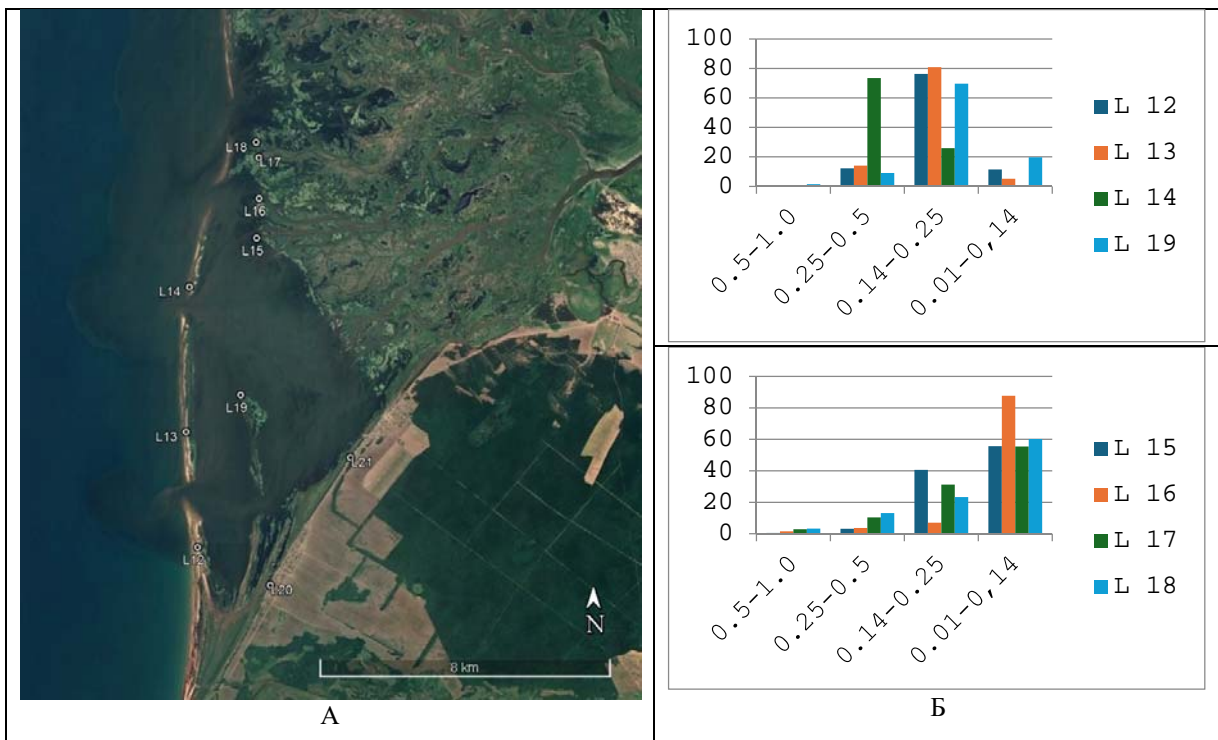 L18
L17
L16
L15
L14
L19
L13
L21
L12
L20
N
8 km
А
100
80
60
40
20
0
0.5-1.0
0.25-0.5
0.14-0.25
0.01-0,14
L 12
L 13
L 14
L 19
100
80
60
40
20
0
0.5-1.0
0.25-0.5
0.14-0.25
0.01-0,14
L 15
L 16
L 17
L 18
Б